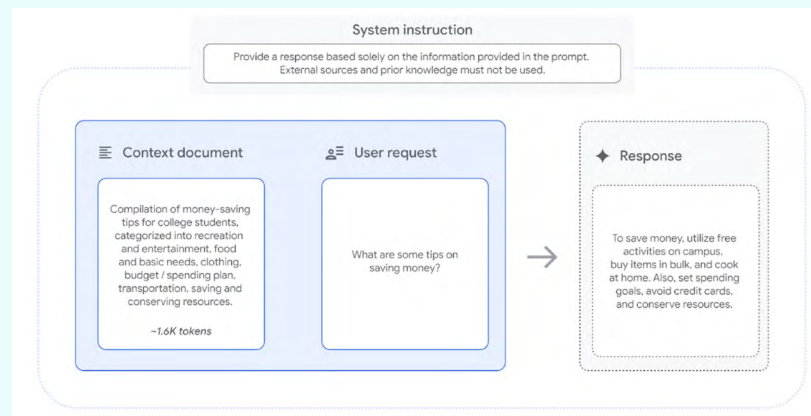 System instruction
Provide a response based solely on the information provided in the prompt.
External sources and prior knowledge must not be used.
Context document
Compilation of money-saving
tips for college students,
categorized into recreation
and entertainment, food
and basic needs, clothing,
budget / spending plan,
transportation, saving and
conserving resources.
~1.6K tokens
User request
What are some tips on
saving money?
Response
To save money, utilize free
activities on campus,
buy items in bulk, and cook
at home. Also, set spending
goals, avoid credit cards,
and conserve resources.